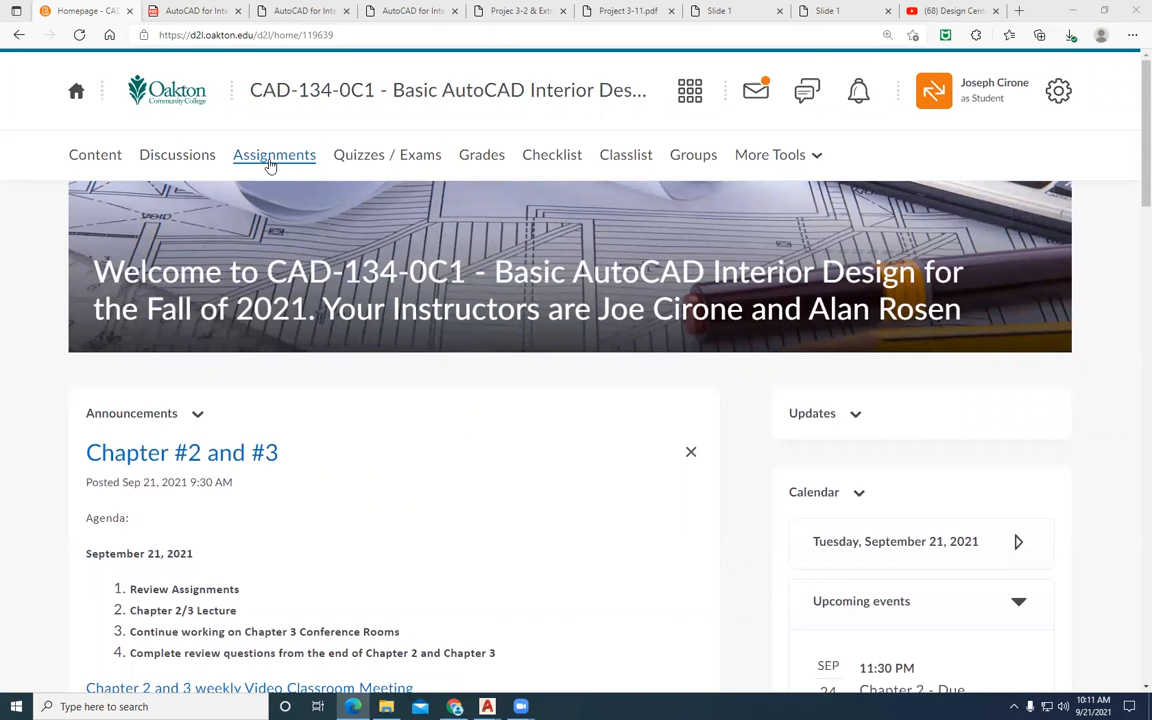 Homepage - CAD
AutoCAD for Inte
AutoCAD for Inte
AutoCAD for Inte
Projec 3-2 & Ext
Project 3-11.pdf
Slide 1
Slide 1
(68) Design Cent
https://d2l.oakton.edu/d2l/home/119639
Oakton
Community College
CAD-134-0C1 - Basic AutoCAD Interior Des...
Joseph Cirone
as Student
Content
Discussions
Assignments
Quizzes / Exams
Grades
Checklist
Classlist
Groups
More Tools
VOID
Welcome to CAD-134-0C1 - Basic AutoCAD Interior Design for
the Fall of 2021. Your Instructors are Joe Cirone and Alan Rosen
Announcements
Chapter #2 and #3
Posted Sep 21, 2021 9:30 AM
Agenda:
September 21, 2021
1. Review Assignments
2. Chapter 2/3 Lecture
3. Continue working on Chapter 3 Conference Rooms
4. Complete review questions from the end of Chapter 2 and Chapter 3
Chapter 2 and 3 weekly Video Classroom Meeting
Updates
Calendar
Tuesday, September 21, 2021
Upcoming events
SEP
24
11:30 PM
Chapter 2 - Due
Type here to search
10:11 AM
9/21/2021